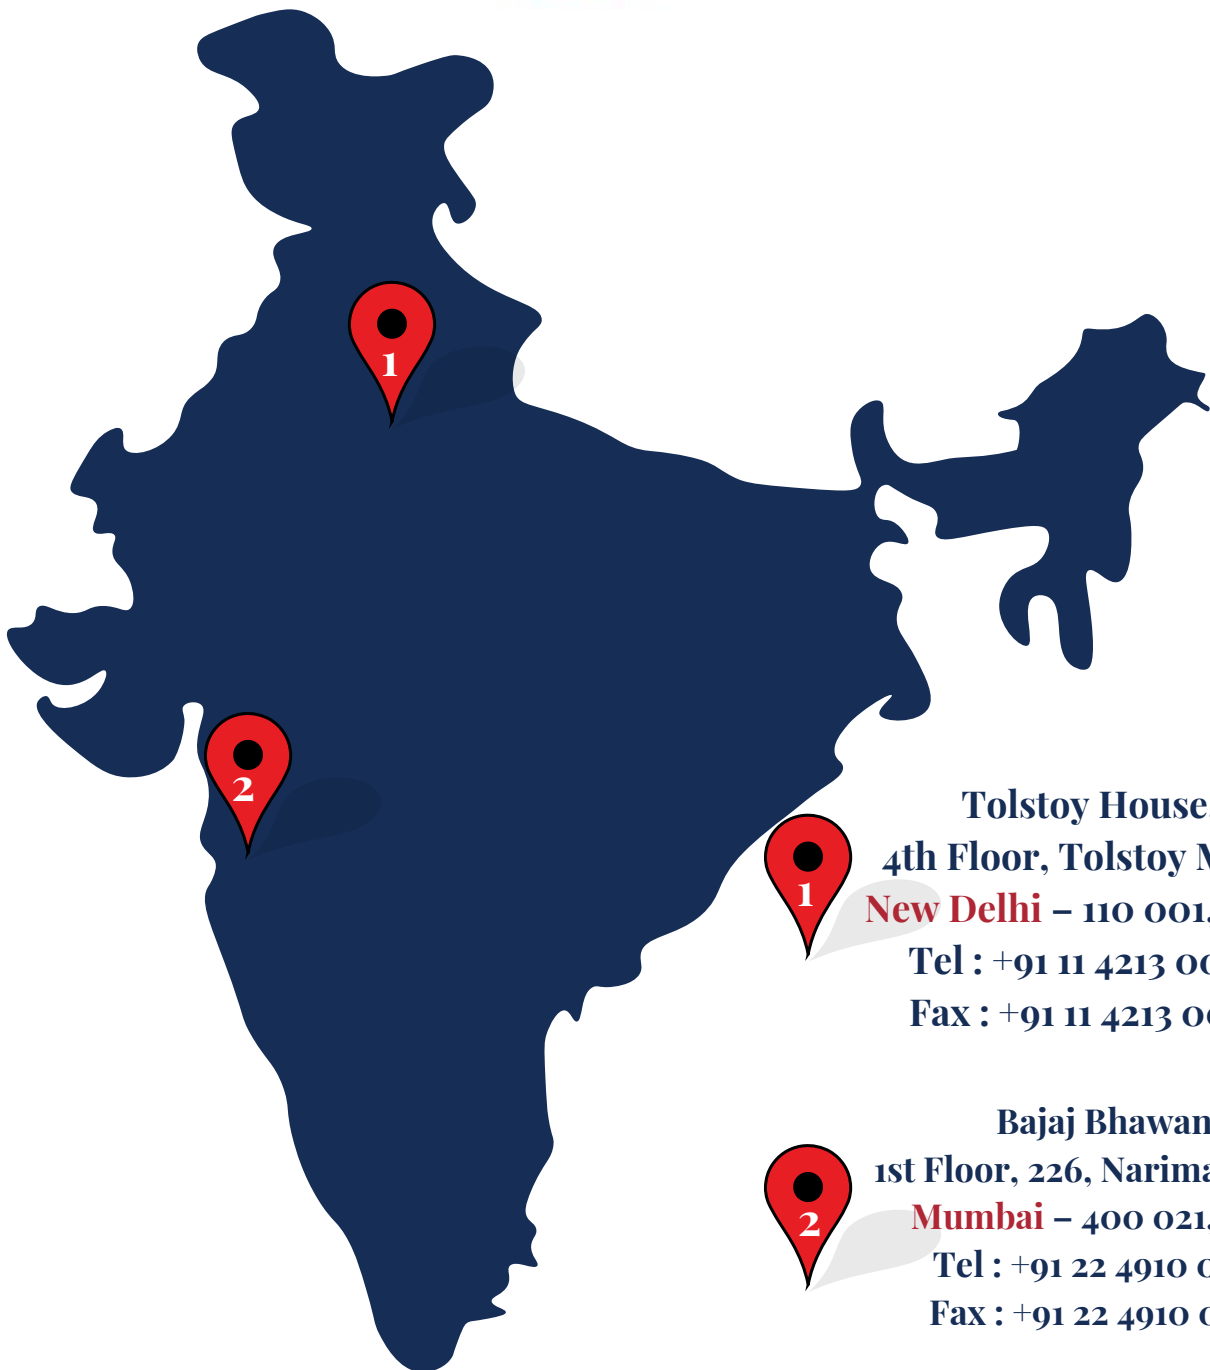 1
2
1
Tolstoy House
4th Floor, Tolstoy
New Delhi – 110 001.
Tel : +91 11 4213
Fax : +91 11 4213
2
Bajaj Bhawan
1st Floor, 226,
Mumbai – 400 021.
Tel : +91 22 4910
Fax : +91 22 4910